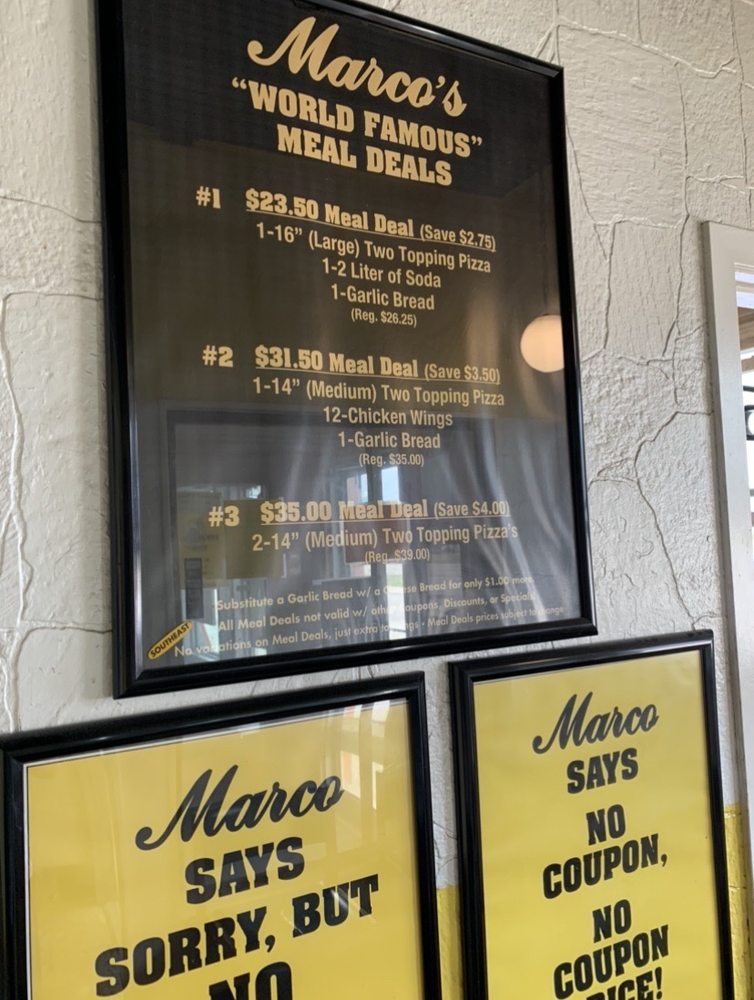 Marco's
"WORLD FAMOUS"
MEAL DEALS
#1 $23.50 Meal Deal (Save $2.75)
1-16" (Large) Two Topping Pizza
1-2 Liter of Soda
1-Garlic Bread
(Reg. $26.25)
#2 $31.50 Meal Deal (Save $3.50)
1-14" (Medium) Two Topping Pizza
12-Chicken Wings
1-Garlic Bread
(Reg. $35.00)
#3 $35.00 Meal Deal (Save $4.00)
2-14" (Medium) Two Topping Pizza's
(Reg. $39.00)
Substitute a Garlic Bread w/ a Cheese Bread for only $1.00 more.
All Meal Deals not valid w/ other Coupons, Discounts, or Specials.
No variations on Meal Deals, just extra toppings • Meal Deals prices subject to change
SOUTHEAST
Marco
SAYS
SORRY, BUT
NO
Marco
SAYS
NO
COUPON,
NO
COUPON